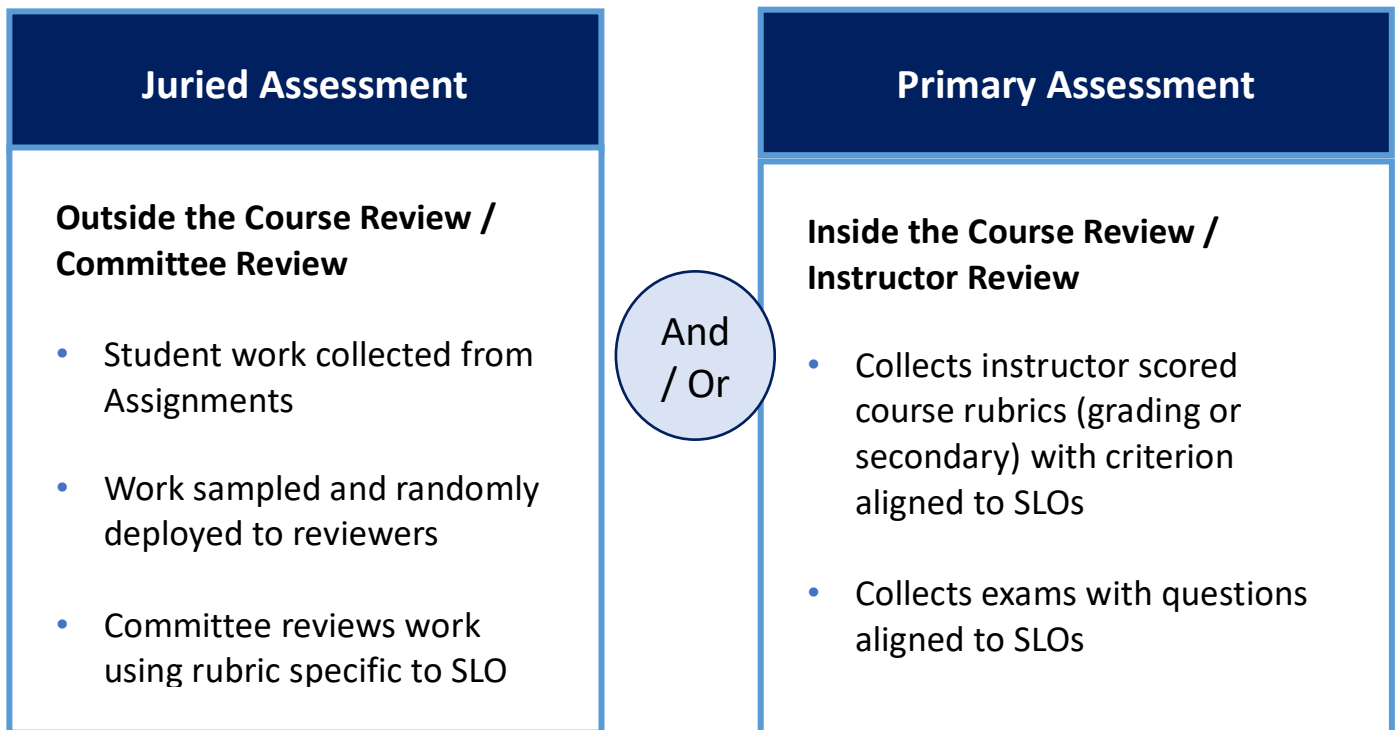 Juried Assessment
Outside the Course Review /
Committee Review
• Student work collected from
Assignments
• Work sampled and randomly
deployed to reviewers
• Committee reviews work
using rubric specific to SLO
And
/ Or
Primary Assessment
Inside the Course Review /
Instructor Review
• Collects instructor scored
course rubrics (grading or
secondary) with criterion
aligned to SLOs
• Collects exams with questions
aligned to SLOs